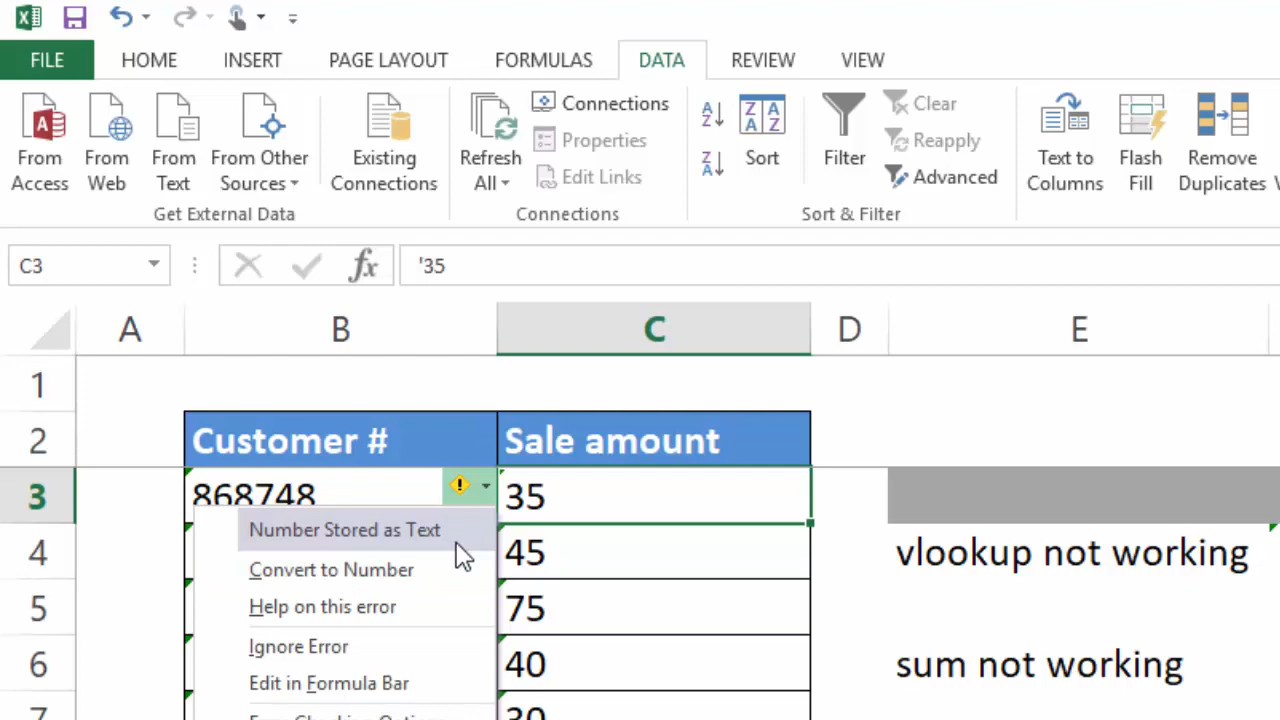 FILE HOME INSERT PAGE LAYOUT FORMULAS DATA REVIEW VIEW
From Access
From Web
From Text
From Other Sources
Get External Data
Existing Connections
Refresh All
Connections
Properties
Edit Links
Connections
Sort
Filter
Clear
Reapply
Advanced
Sort & Filter
Text to Columns
Flash Fill
Remove Duplicates
C3 fx '35
A B C D E
1
2 Customer # Sale amount
3 868748 35
Number Stored as Text
4 45 vlookup not working
Convert to Number
5 Help on this error 75
Ignore Error
6 40 sum not working
Edit in Formula Bar
7 30